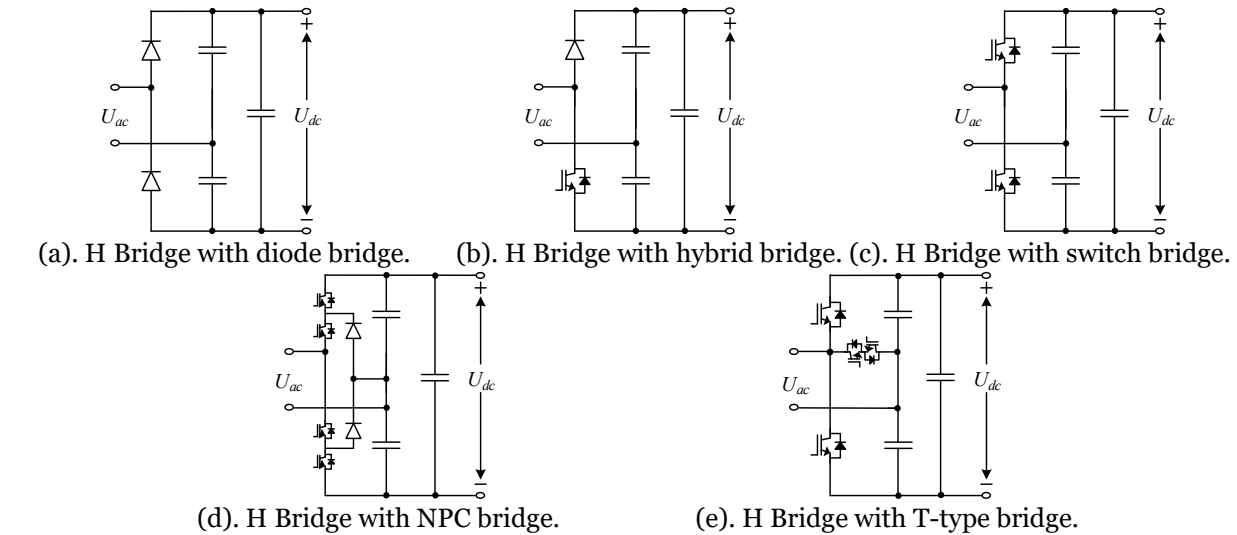 +
U_ac
U_dc
−
+
U_ac
U_dc
−
+
U_ac
U_dc
−
(a). H Bridge with diode bridge.
(b). H Bridge with hybrid bridge.
(c). H Bridge with switch bridge.
+
U_ac
U_dc
−
+
U_ac
U_dc
−
(d). H Bridge with NPC bridge.
(e). H Bridge with T-type bridge.